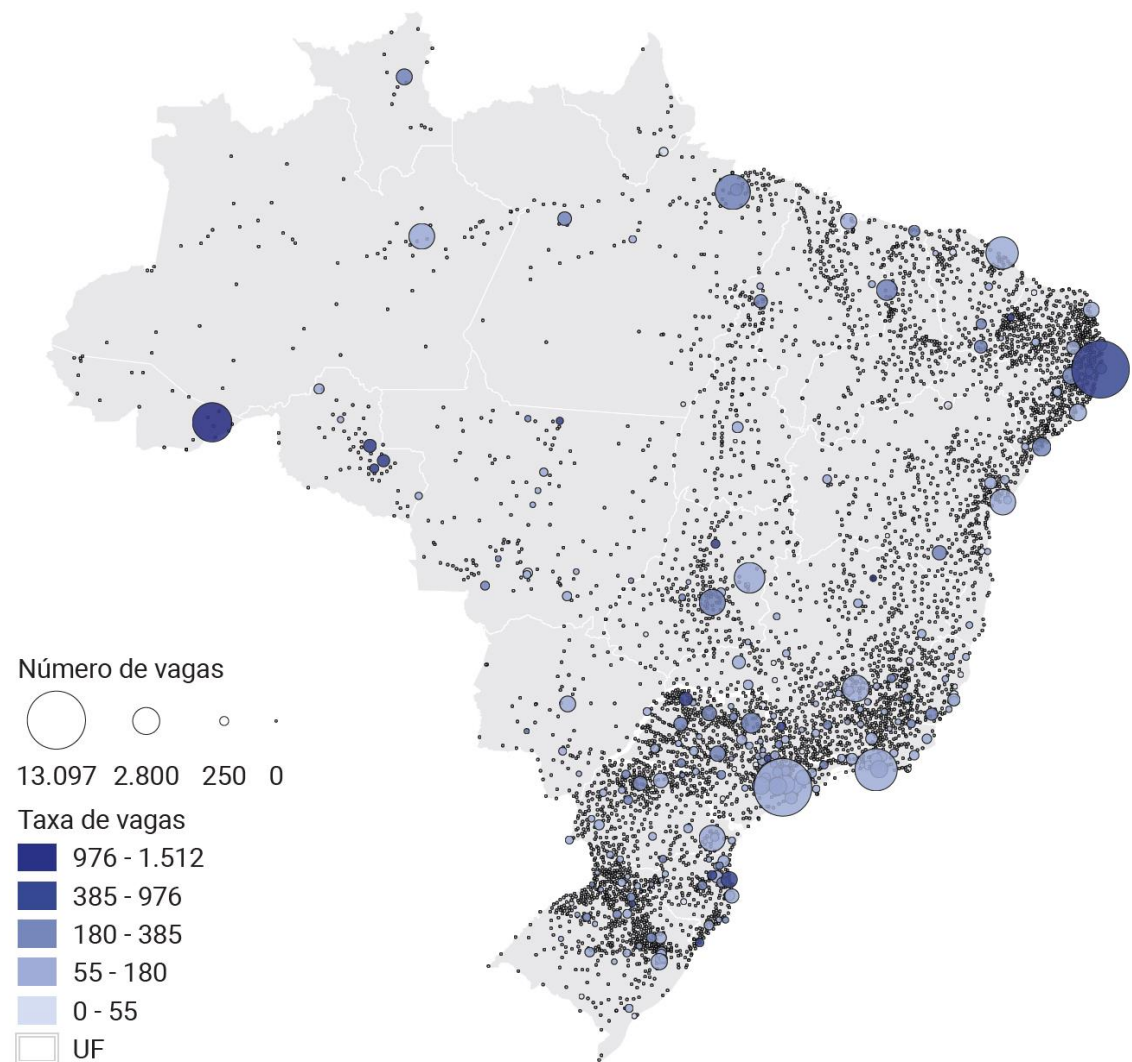 Número de vagas
13.097 2.800 250 0
Taxa de vagas
976 - 1.512
385 - 976
180 - 385
55 - 180
0 - 55
UF